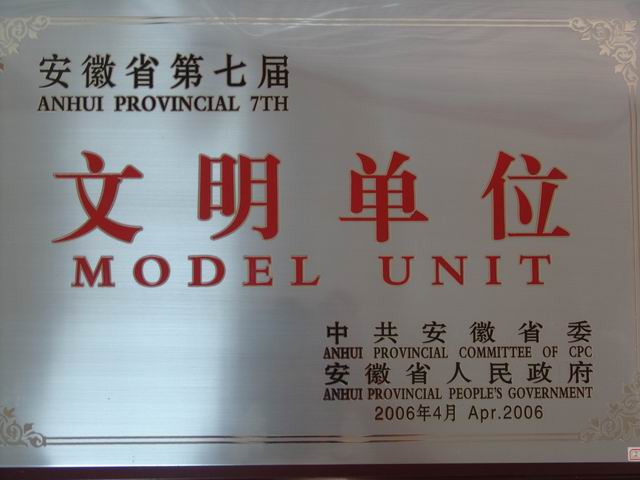 安徽省第七届
ANHUI PROVINCIAL 7TH
文明单位
MODEL UNIT
中共安徽省委
ANHUI PROVINCIAL COMMITTEE OF CPC
安徽省人民政府
ANHUI PROVINCIAL PEOPLE'S GOVERNMENT
2006年4月 Apr.2006